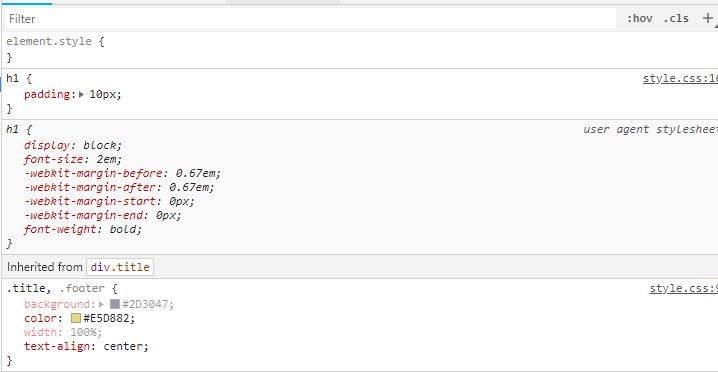 Filter :hov .cls +
element.style {
}
h1 { style.css:16
padding: 10px;
}
h1 { user agent stylesheet
display: block;
font-size: 2em;
-webkit-margin-before: 0.67em;
-webkit-margin-after: 0.67em;
-webkit-margin-start: 0px;
-webkit-margin-end: 0px;
font-weight: bold;
}
Inherited from div.title
.title, .footer { style.css:9
background: #2D3047;
color: #E5D882;
width: 100%;
text-align: center;
}